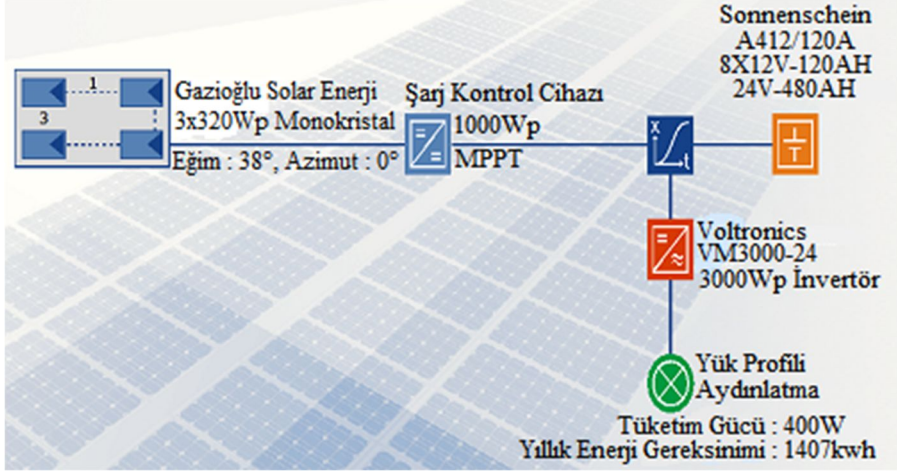 Sonnenschein
A412/120A
8X12V-120AH
24V-480AH
1
3
Gazioğlu Solar Enerji
3x320Wp Monokristal
Eğim : 38°, Azimut : 0°
Şarj Kontrol Cihazı
1000Wp
MPPT
X
t
Voltronics
VM3000-24
3000Wp İnvertör
Yük Profili
Aydınlatma
Tüketim Gücü : 400W
Yıllık Enerji Gereksinimi : 1407kwh